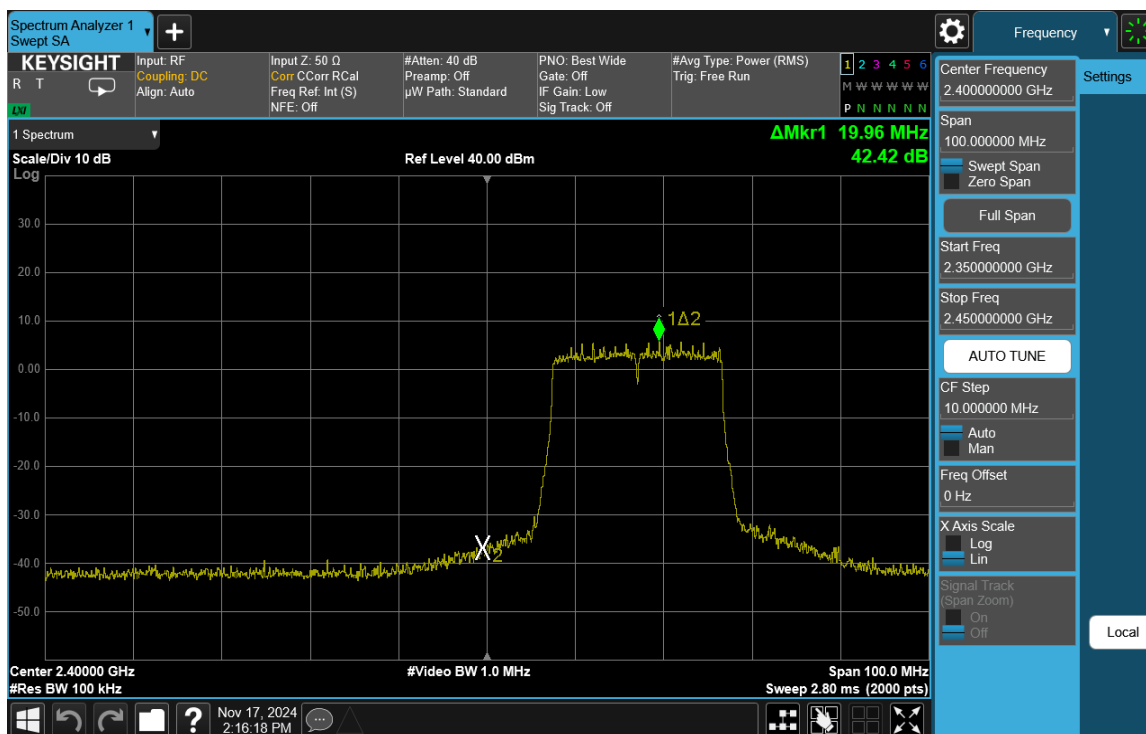 Spectrum Analyzer 1
Swept SA
Frequency
KEYSIGHT
R T
LXI
Input: RF
Coupling: DC
Align: Auto
Input Z: 50 Ω
Corr CCorr RCal
Freq Ref: Int (S)
NFE: Off
#Atten: 40 dB
Preamp: Off
µW Path: Standard
PNO: Best Wide
Gate: Off
IF Gain: Low
Sig Track: Off
#Avg Type: Power (RMS)
Trig: Free Run
1 2 3 4 5 6
M W W W W W
P N N N N N
1 Spectrum
Scale/Div 10 dB
Log
Ref Level 40.00 dBm
ΔMkr1 19.96 MHz
42.42 dB
30.0
20.0
10.0
0.00
-10.0
-20.0
-30.0
-40.0
-50.0
1Δ2
X2
Center 2.40000 GHz
#Res BW 100 kHz
#Video BW 1.0 MHz
Span 100.0 MHz
Sweep 2.80 ms (2000 pts)
Center Frequency
2.400000000 GHz
Span
100.000000 MHz
Swept Span
Zero Span
Full Span
Start Freq
2.350000000 GHz
Stop Freq
2.450000000 GHz
AUTO TUNE
CF Step
10.000000 MHz
Auto
Man
Freq Offset
0 Hz
X Axis Scale
Log
Lin
Signal Track
(Span Zoom)
On
Off
Settings
Local
?
Nov 17, 2024
2:16:18 PM